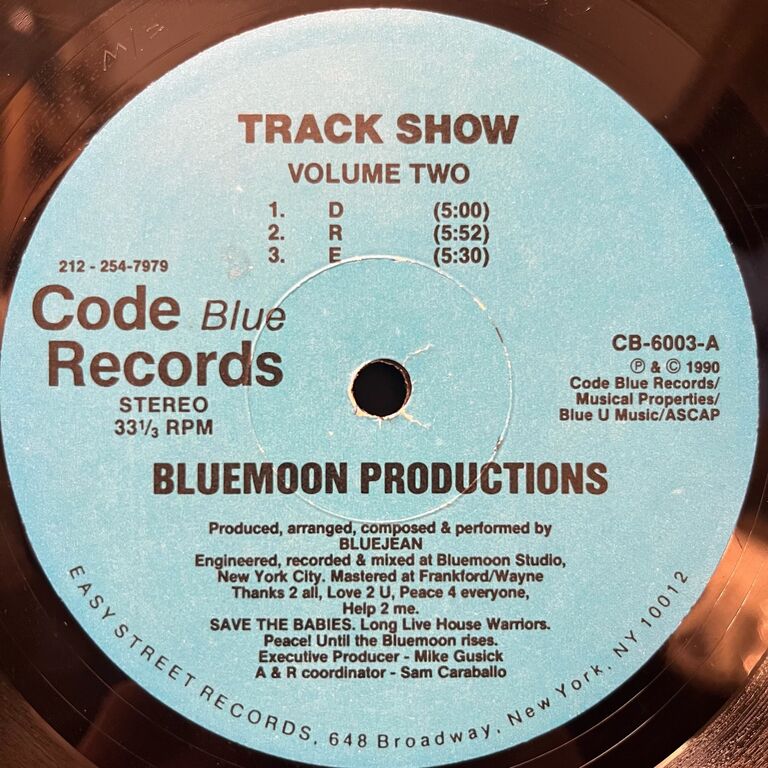 TRACK SHOW
VOLUME TWO
1. D (5:00)
2. R (5:52)
3. E (5:30)
212 - 254-7979
Code Blue
Records
STEREO
33 1/3 RPM
CB-6003-A
℗ & © 1990
Code Blue Records/
Musical Properties/
Blue U Music/ASCAP
BLUEMOON PRODUCTIONS
Produced, arranged, composed & performed by
BLUEJEAN
Engineered, recorded & mixed at Bluemoon Studio,
New York City. Mastered at Frankford/Wayne
Thanks 2 all, Love 2 U, Peace 4 everyone,
Help 2 me.
SAVE THE BABIES. Long Live House Warriors.
Peace! Until the Bluemoon rises.
Executive Producer - Mike Gusick
A & R coordinator - Sam Caraballo
EASY STREET RECORDS, 648 Broadway, New York, NY 10012